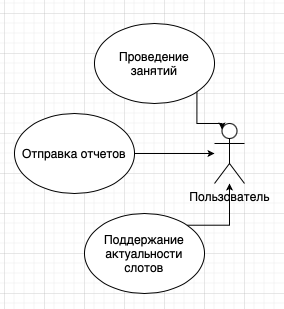 Проведение
занятий
Отправка отчетов
Пользователь
Поддержание
актуальности
слотов